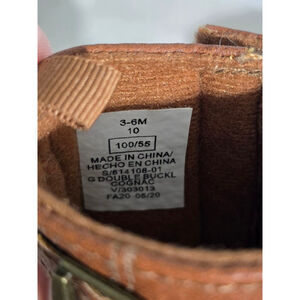 3-6M
10
100/55
MADE IN CHINA/
HECHO EN CHINA
S/614108-01
G DOUBLE BUCKL
COGNAC
V/303013
FA20 05/20